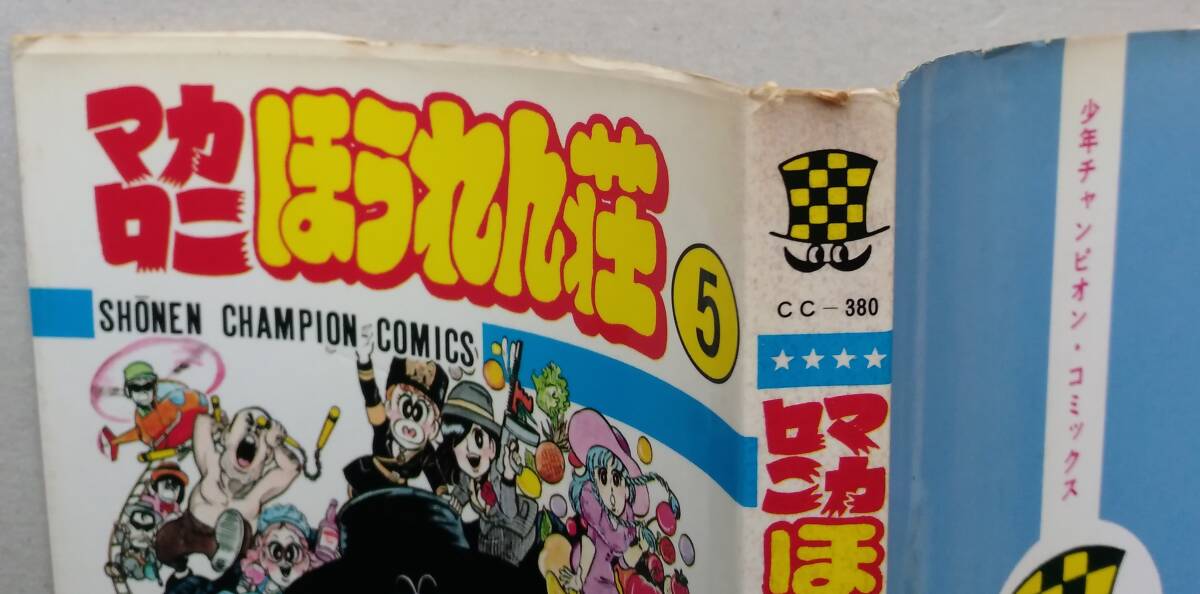 マカロニ
ほうれん荘
5
SHŌNEN CHAMPION COMICS
CC-380
マカロニほ
少年チャンピオン・コミックス